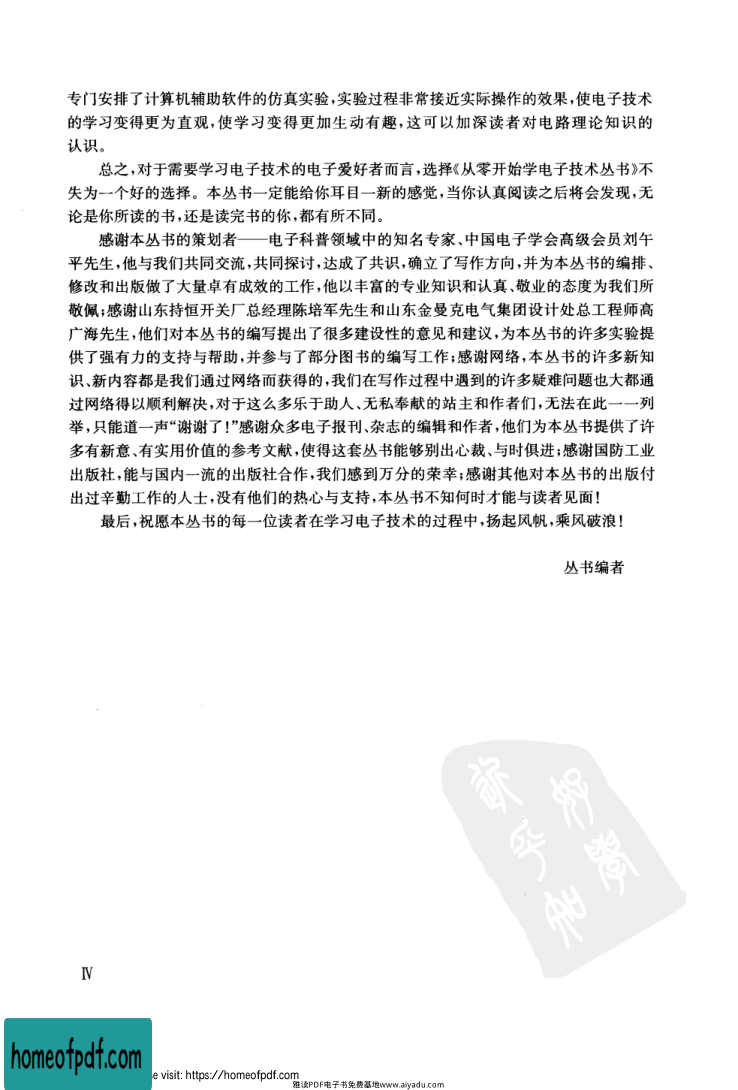 专门安排了计算机辅助软件的仿真实验,实验过程非常接近实际操作的效果,使电子技术
的学习变得更为直观,使学习变得更加生动有趣,这可以加深读者对电路理论知识的
认识。
总之,对于需要学习电子技术的电子爱好者而言,选择《从零开始学电子技术丛书》不
失为一个好的选择。本丛书一定能给你耳目一新的感觉,当你认真阅读之后将会发现,无
论是你所读的书,还是读完书的你,都有所不同。
感谢本丛书的策划者——电子科普领域中的知名专家、中国电子学会高级会员刘午
平先生,他与我们共同交流,共同探讨,达成了共识,确立了写作方向,并为本丛书的编排、
修改和出版做了大量卓有成效的工作,他以丰富的专业知识和认真、敬业的态度为我们所
敬佩;感谢山东持恒开关厂总经理陈培军先生和山东金曼克电气集团设计处总工程师高
广海先生,他们对本丛书的编写提出了很多建设性的意见和建议,为本丛书的许多实验提
供了强有力的支持与帮助,并参与了部分图书的编写工作;感谢网络,本丛书的许多新知
识、新内容都是我们通过网络而获得的,我们在写作过程中遇到的许多疑难问题也大都通
过网络得以顺利解决,对于这么多乐于助人、无私奉献的站主和作者们,无法在此一一列
举,只能道一声“谢谢了!”感谢众多电子报刊、杂志的编辑和作者,他们为本丛书提供了许
多有新意、有实用价值的参考文献,使得这套丛书能够别出心裁、与时俱进;感谢国防工业
出版社,能与国内一流的出版社合作,我们感到万分的荣幸;感谢其他对本丛书的出版付
出过辛勤工作的人士,没有他们的热心与支持,本丛书不知何时才能与读者见面!
最后,祝愿本丛书的每一位读者在学习电子技术的过程中,扬起风帆,乘风破浪!
丛书编者
好学
近乎知
Ⅳ
homeofpdf.com
e visit: https://homeofpdf.com
雅读PDF电子书免费基地www.aiyadu.com